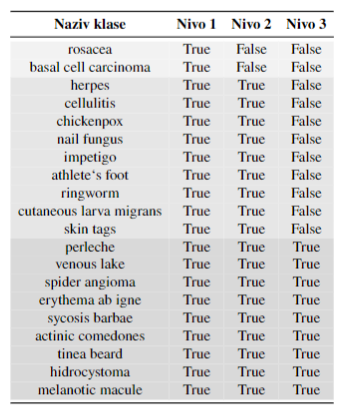 Naziv klase Nivo 1 Nivo 2 Nivo 3
rosacea True False False
basal cell carcinoma True False False
herpes True True False
cellulitis True True False
chickenpox True True False
nail fungus True True False
impetigo True True False
athlete‘s foot True True False
ringworm True True False
cutaneous larva migrans True True False
skin tags True True False
perleche True True True
venous lake True True True
spider angioma True True True
erythema ab igne True True True
sycosis barbae True True True
actinic comedones True True True
tinea beard True True True
hidrocystoma True True True
melanotic macule True True True